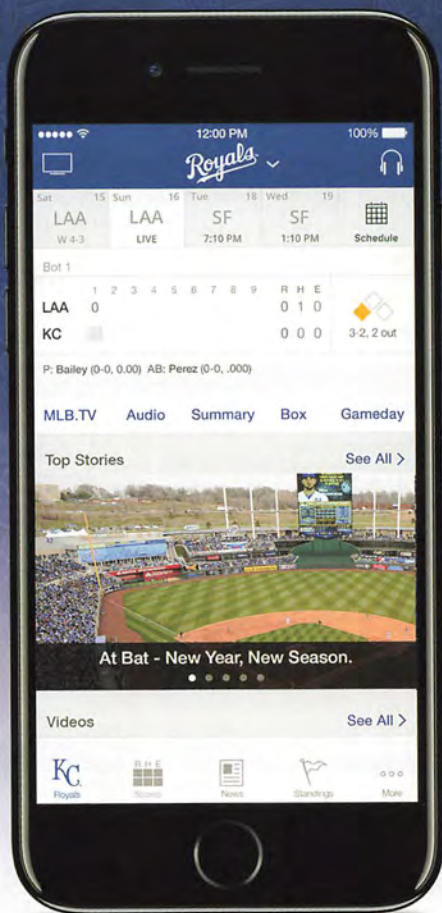 12:00 PM
100%
Royals
Sat 15 Sun 16 Tue 18 Wed 19
LAA LAA SF SF
W 4-3 LIVE 7:10 PM 1:10 PM Schedule
Bot 1
1 2 3 4 5 6 7 8 9 R H E
LAA 0 0 1 0
KC 0 0 0
3-2, 2 out
P: Bailey (0-0, 0.00) AB: Perez (0-0, .000)
MLB.TV Audio Summary Box Gameday
Top Stories See All >
At Bat - New Year, New Season.
Videos See All >
KC
R H E
Royals Scores News Standings More